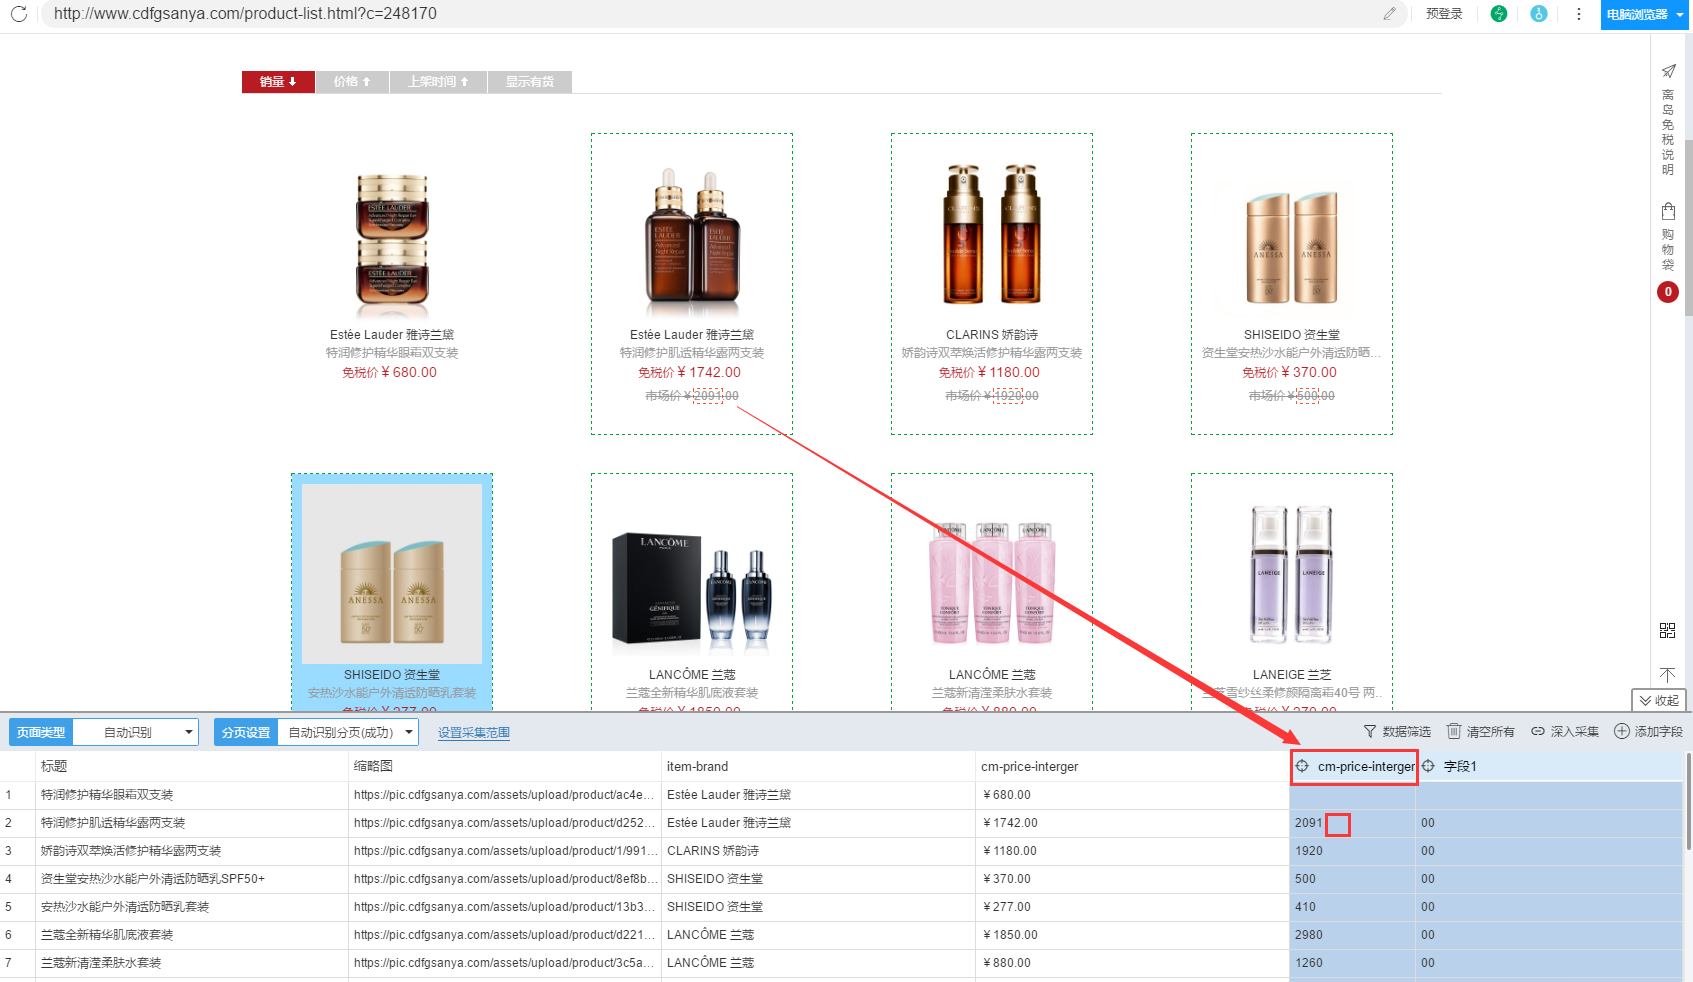 http://www.cdfgsanya.com/product-list.html?c=248170
预登录
电脑浏览器
销量
价格
上架时间
显示有货
离岛免税说明
购物袋
0
Estée Lauder 雅诗兰黛
特润修护精华眼霜双支装
免税价 ¥ 680.00
Estée Lauder 雅诗兰黛
特润修护肌透精华露两支装
免税价 ¥ 1742.00
市场价 ¥ 2091.00
CLARINS 娇韵诗
娇韵诗双萃焕活修护精华露两支装
免税价 ¥ 1180.00
市场价 ¥ 1920.00
SHISEIDO 资生堂
资生堂安热沙水能户外清透防晒...
免税价 ¥ 370.00
市场价 ¥ 500.00
SHISEIDO 资生堂
安热沙水能户外清透防晒乳套装
免税价 ¥ 277.00
LANCÔME 兰蔻
兰蔻全新精华肌底液套装
免税价 ¥ 1850.00
LANCÔME 兰蔻
兰蔻新清滢柔肤水套装
免税价 ¥ 880.00
LANEIGE 兰芝
兰芝雪纱丝柔修颜隔离霜40号 两..
免税价 ¥ 270.00
收起
页面类型 自动识别 分页设置 自动识别分页(成功) 设置采集范围 数据筛选 清空所有 深入采集 添加字段
标题 缩略图 item-brand cm-price-interger cm-price-interger 字段1
1 特润修护精华眼霜双支装 https://pic.cdfgsanya.com/assets/upload/product/ac4e... Estée Lauder 雅诗兰黛 ¥ 680.00
2 特润修护肌透精华露两支装 https://pic.cdfgsanya.com/assets/upload/product/d252... Estée Lauder 雅诗兰黛 ¥ 1742.00 2091 00
3 娇韵诗双萃焕活修护精华露两支装 https://pic.cdfgsanya.com/assets/upload/product/1/991... CLARINS 娇韵诗 ¥ 1180.00 1920 00
4 资生堂安热沙水能户外清透防晒乳SPF50+ https://pic.cdfgsanya.com/assets/upload/product/8ef8b... SHISEIDO 资生堂 ¥ 370.00 500 00
5 安热沙水能户外清透防晒乳套装 https://pic.cdfgsanya.com/assets/upload/product/13b3... SHISEIDO 资生堂 ¥ 277.00 410 00
6 兰蔻全新精华肌底液套装 https://pic.cdfgsanya.com/assets/upload/product/d221... LANCÔME 兰蔻 ¥ 1850.00 2980 00
7 兰蔻新清滢柔肤水套装 https://pic.cdfgsanya.com/assets/upload/product/3c5a... LANCÔME 兰蔻 ¥ 880.00 1260 00